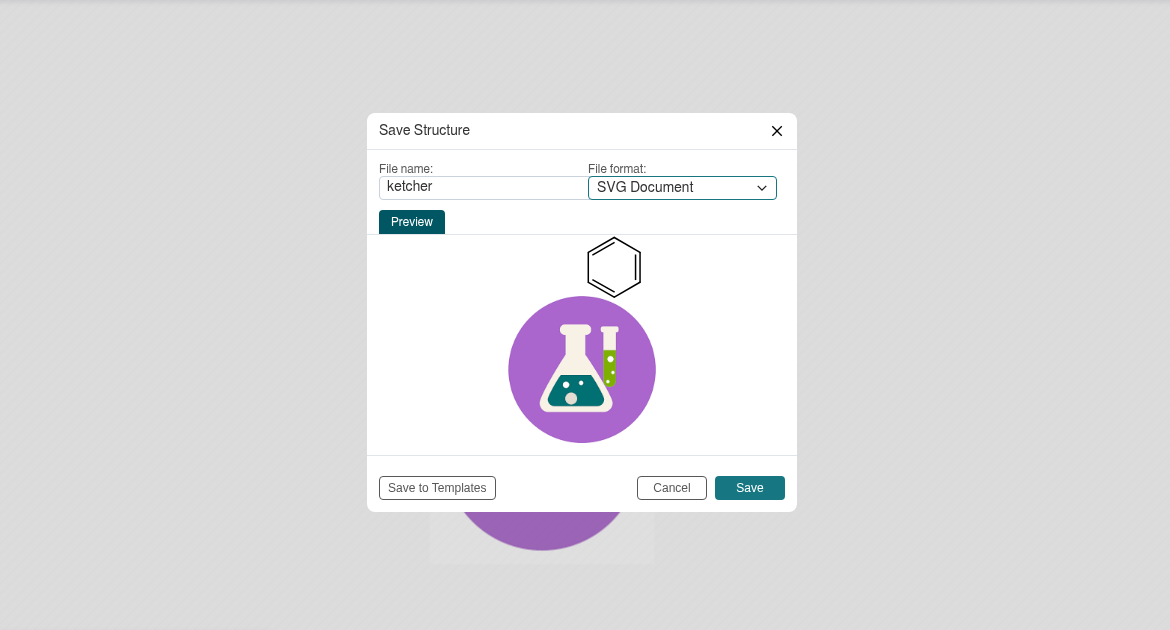 Save Structure
File name:
File format:
ketcher
SVG Document
Preview
Save to Templates
Cancel
Save